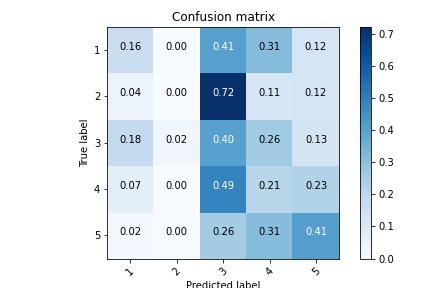 Confusion matrix
1 0.16 0.00 0.41 0.31 0.12
2 0.04 0.00 0.72 0.11 0.12
3 0.18 0.02 0.40 0.26 0.13
4 0.07 0.00 0.49 0.21 0.23
5 0.02 0.00 0.26 0.31 0.41
1 2 3 4 5
True label
Predicted label
0.7
0.6
0.5
0.4
0.3
0.2
0.1
0.0